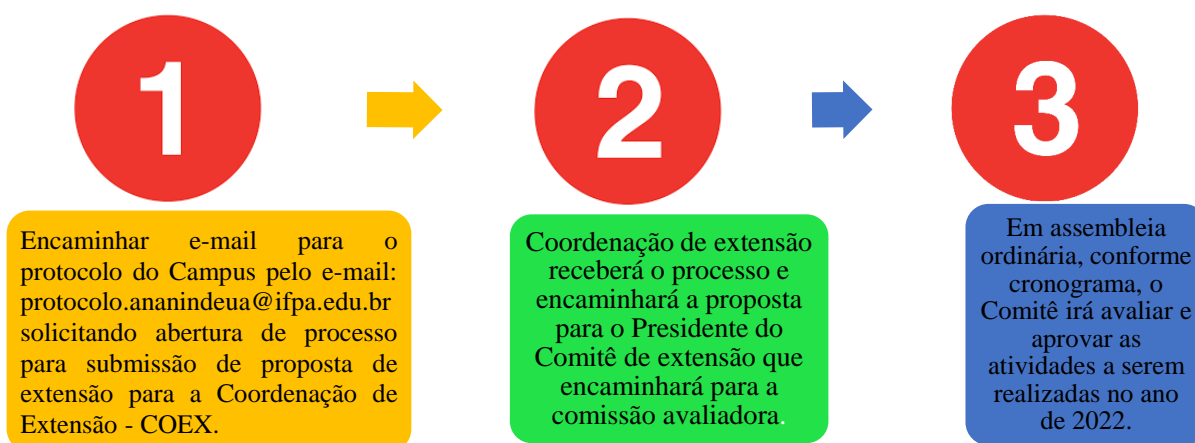 1
Encaminhar e-mail para o
protocolo do Campus pelo e-mail:
protocolo.ananindeua@ifpa.edu.br
solicitando abertura de processo
para submissão de proposta de
extensão para a Coordenação de
Extensão - COEX.
2
Coordenação de extensão
receberá o processo e
encaminhará a proposta
para o Presidente do
Comitê de extensão que
encaminhará para a
comissão avaliadora.
3
Em assembleia
ordinária, conforme
cronograma, o
Comitê irá avaliar e
aprovar as
atividades a serem
realizadas no ano
de 2022.